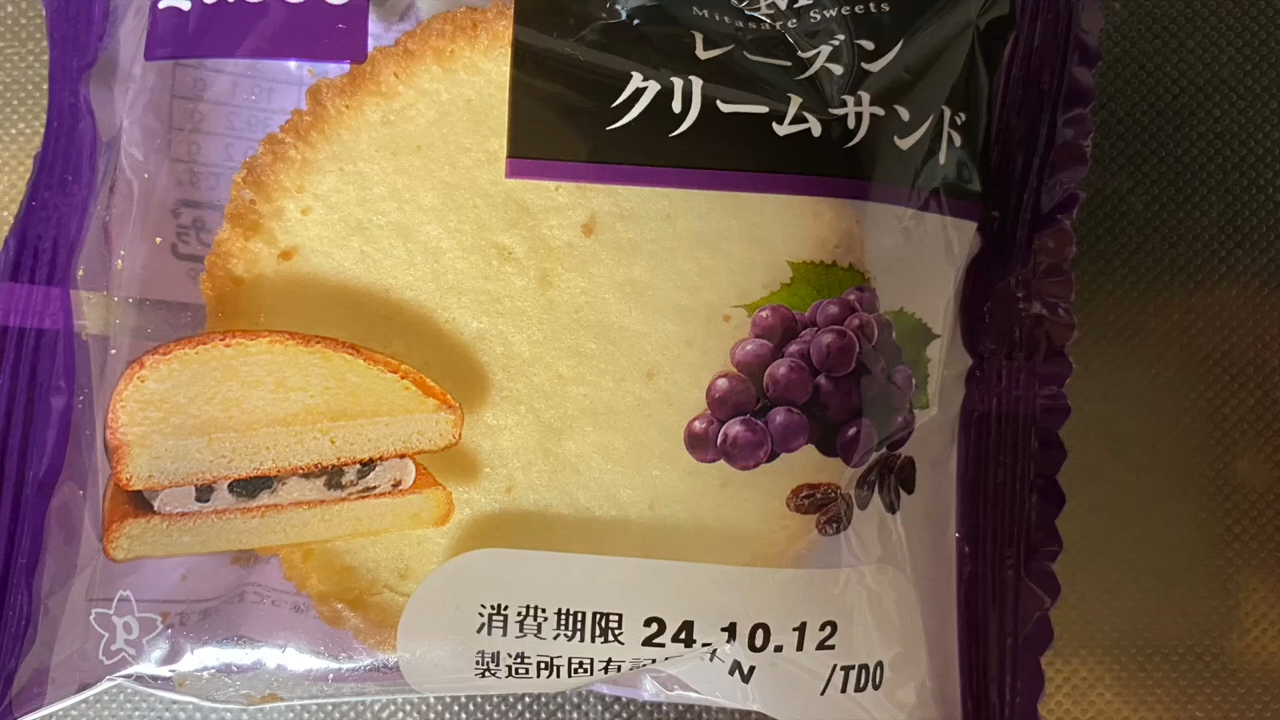 Mitasare Sweets
レーズン
クリームサンド
消費期限 24.10.12
製造所固有記
N /TDO